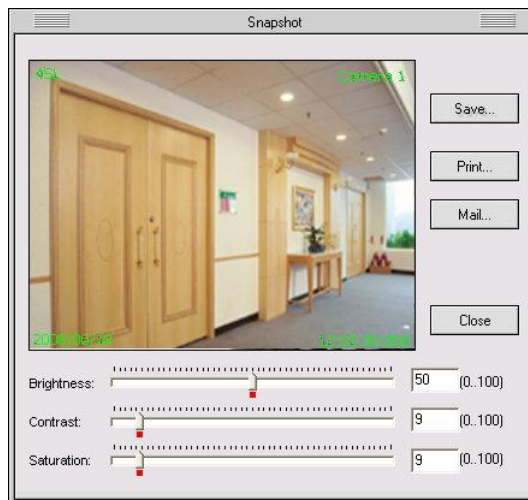 Snapshot
Camera 1
Save...
Print...
Mail...
Close
Brightness:
50
(0..100)
Contrast:
9
(0..100)
Saturation:
9
(0..100)